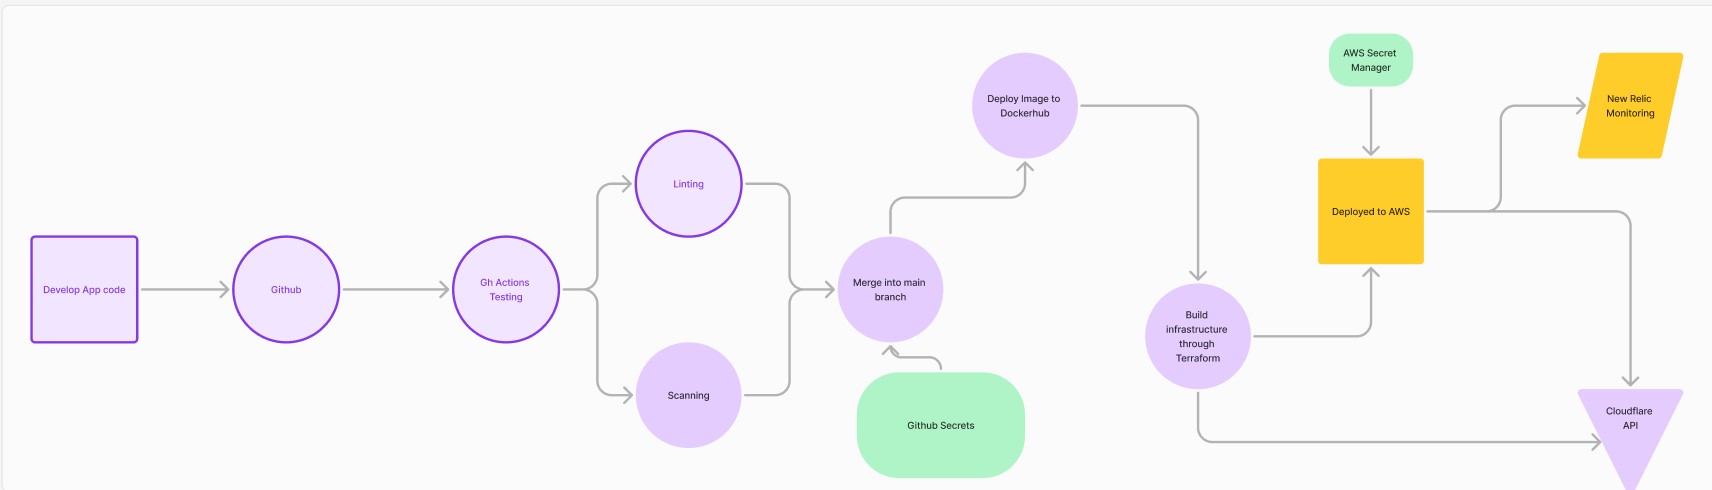 Develop App code
Github
Gh Actions
Testing
Linting
Scanning
Merge into main
branch
Github Secrets
Deploy Image to
Dockerhub
Build
infrastructure
through
Terraform
AWS Secret
Manager
Deployed to AWS
New Relic
Monitoring
Cloudflare
API